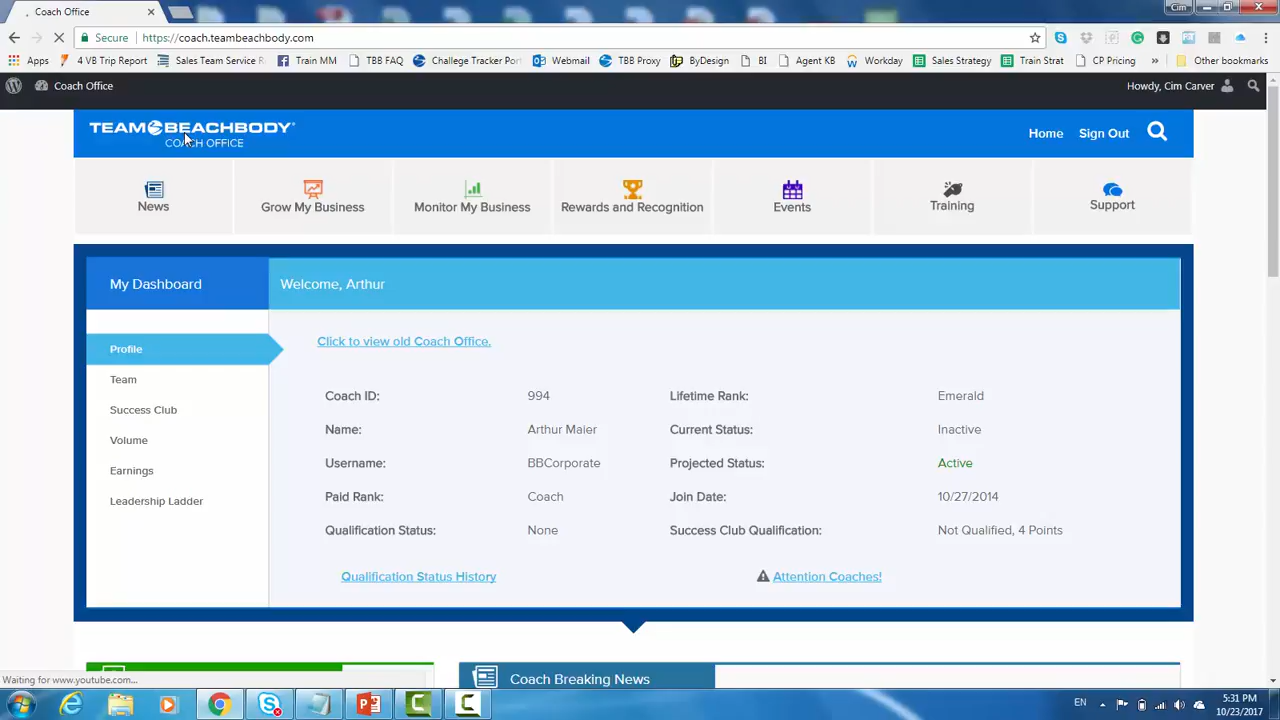 Coach Office
Cim
Secure https://coach.teambeachbody.com
Apps 4 VB Trip Report Sales Team Service R Train MM TBB FAQ Challege Tracker Port Webmail TBB Proxy ByDesign BI Agent KB Workday Sales Strategy Train Strat CP Pricing » Other bookmarks
Coach Office Howdy, Cim Carver
TEAM BEACHBODY
COACH OFFICE
Home Sign Out
News Grow My Business Monitor My Business Rewards and Recognition Events Training Support
My Dashboard Welcome, Arthur
Profile
Click to view old Coach Office.
Team
Success Club
Volume
Earnings
Leadership Ladder
Coach ID: 994 Lifetime Rank: Emerald
Name: Arthur Maier Current Status: Inactive
Username: BBCorporate Projected Status: Active
Paid Rank: Coach Join Date: 10/27/2014
Qualification Status: None Success Club Qualification: Not Qualified, 4 Points
Qualification Status History Attention Coaches!
Coach Breaking News
Waiting for www.youtube.com...
EN 5:31 PM
10/23/2017